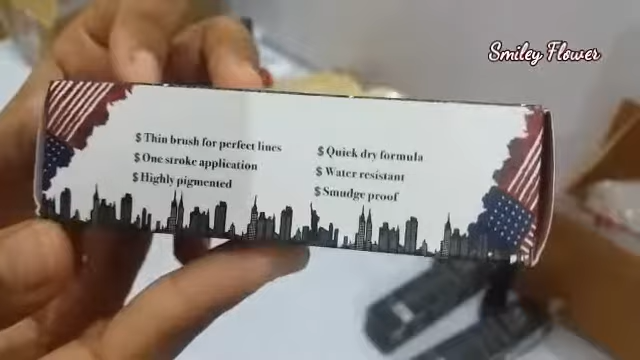 Smiley Flower
$ Thin brush for perfect lines
$ One stroke application
$ Highly pigmented
$ Quick dry formula
$ Water resistant
$ Smudge proof